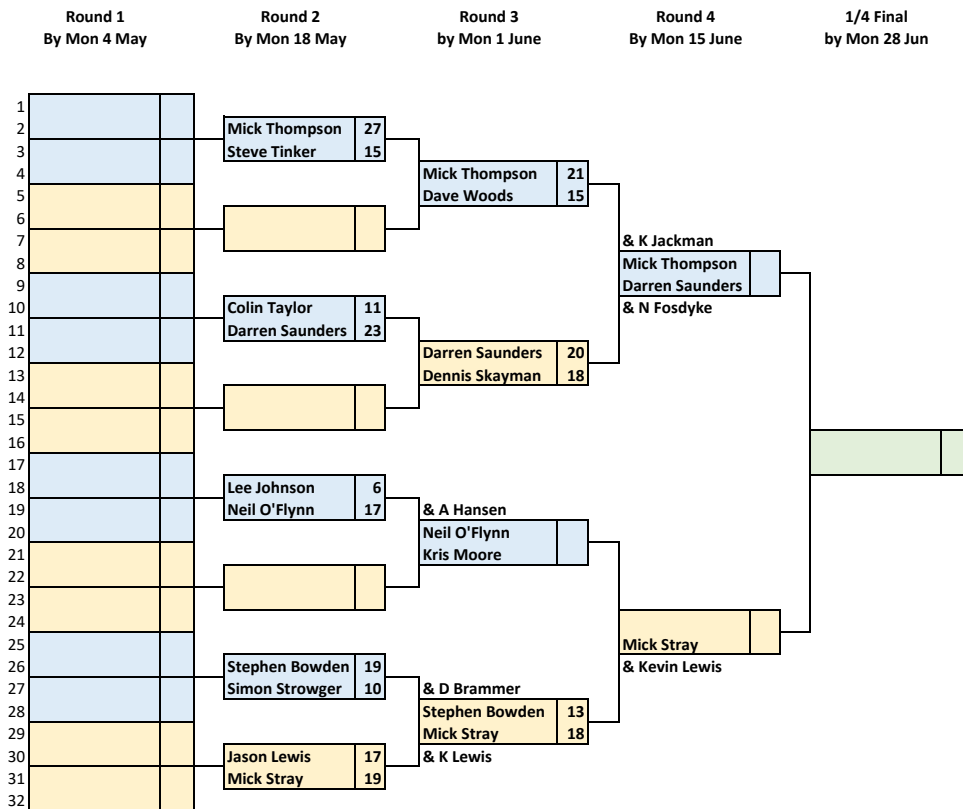 Round 1 Round 2 Round 3 Round 4 1/4 Final
By Mon 4 May By Mon 18 May by Mon 1 June By Mon 15 June by Mon 28 Jun
1
2 Mick Thompson 27
3 Steve Tinker 15
4 Mick Thompson 21
5 Dave Woods 15
6
7 & K Jackman
8 Mick Thompson
9 Darren Saunders
10 Colin Taylor 11 & N Fosdyke
11 Darren Saunders 23
12 Darren Saunders 20
13 Dennis Skayman 18
14
15
16
17
18 Lee Johnson 6
19 Neil O'Flynn 17 & A Hansen
20 Neil O'Flynn
21 Kris Moore
22
23
24
25 Mick Stray
26 Stephen Bowden 19 & Kevin Lewis
27 Simon Strowger 10 & D Brammer
28 Stephen Bowden 13
29 Mick Stray 18
30 Jason Lewis 17 & K Lewis
31 Mick Stray 19
32